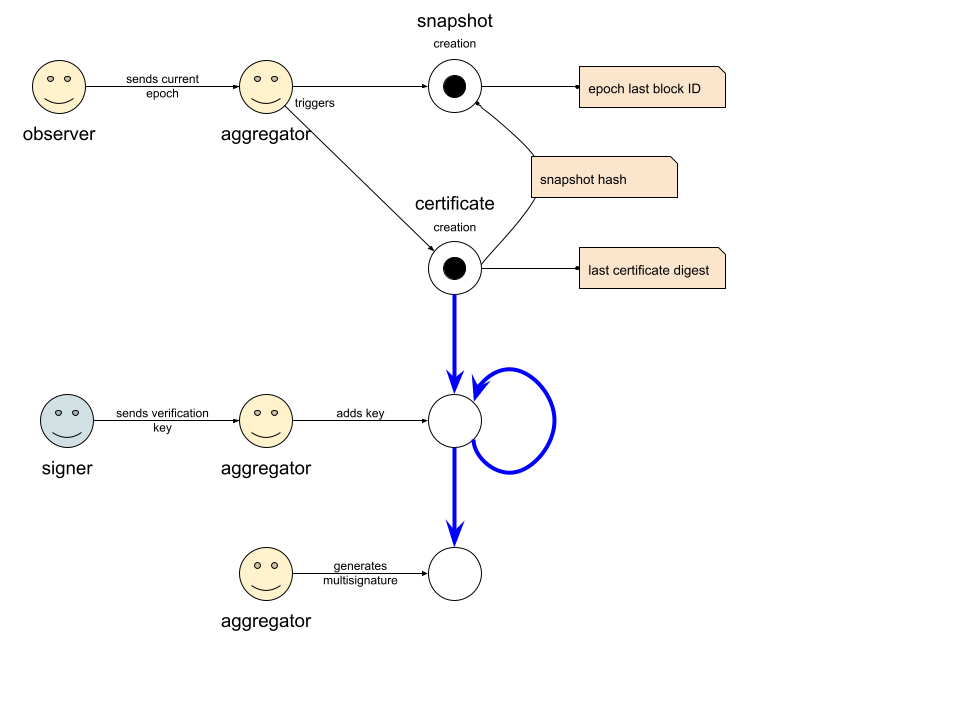 snapshot
creation
sends current
epoch
triggers
epoch last block ID
observer
aggregator
snapshot hash
certificate
creation
last certificate digest
sends verification
key
adds key
signer
aggregator
generates
multisignature
aggregator